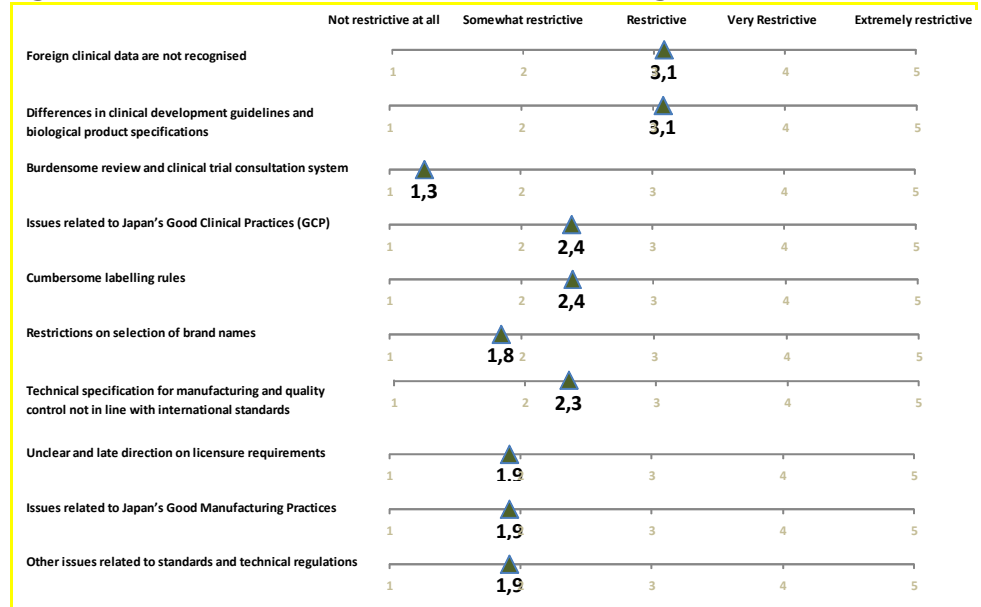 Not restrictive at all Somewhat restrictive Restrictive Very Restrictive Extremely restrictive
Foreign clinical data are not recognised
1 2 4 5
3,1
Differences in clinical development guidelines and
biological product specifications
1 2 4 5
3,1
Burdensome review and clinical trial consultation system
1 1,3 2 3 4 5
Issues related to Japan's Good Clinical Practices (GCP)
1 2 2,4 3 4 5
Cumbersome labelling rules
1 2 2,4 3 4 5
Restrictions on selection of brand names
1 1,8 2 3 4 5
Technical specification for manufacturing and quality
control not in line with international standards
1 2 2,3 3 4 5
Unclear and late direction on licensure requirements
1 1,9 3 4 5
Issues related to Japan's Good Manufacturing Practices
1 1,9 3 4 5
Other issues related to standards and technical regulations
1 1,9 3 4 5